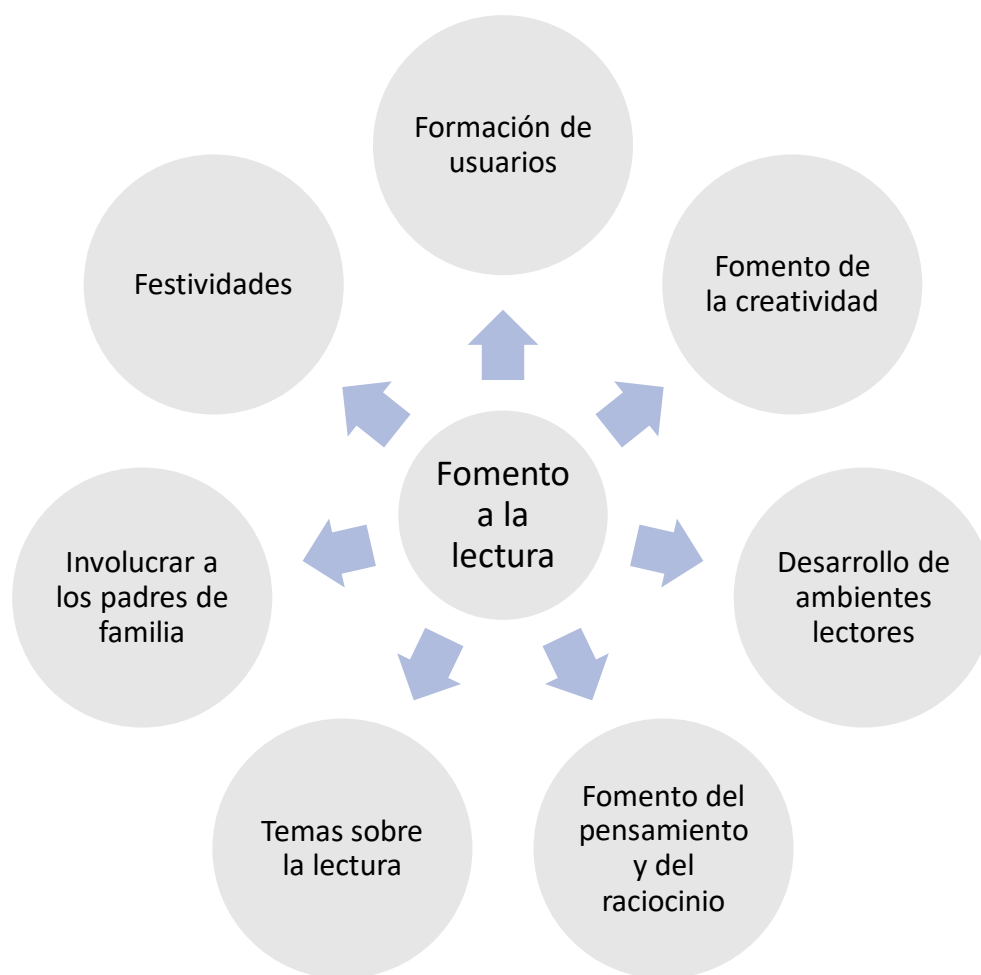 Formación de
usuarios
Fomento de
la creatividad
Desarrollo de
ambientes
lectores
Fomento del
pensamiento
y del
raciocinio
Temas sobre
la lectura
Involucrar a
los padres de
familia
Festividades
Fomento
a la
lectura